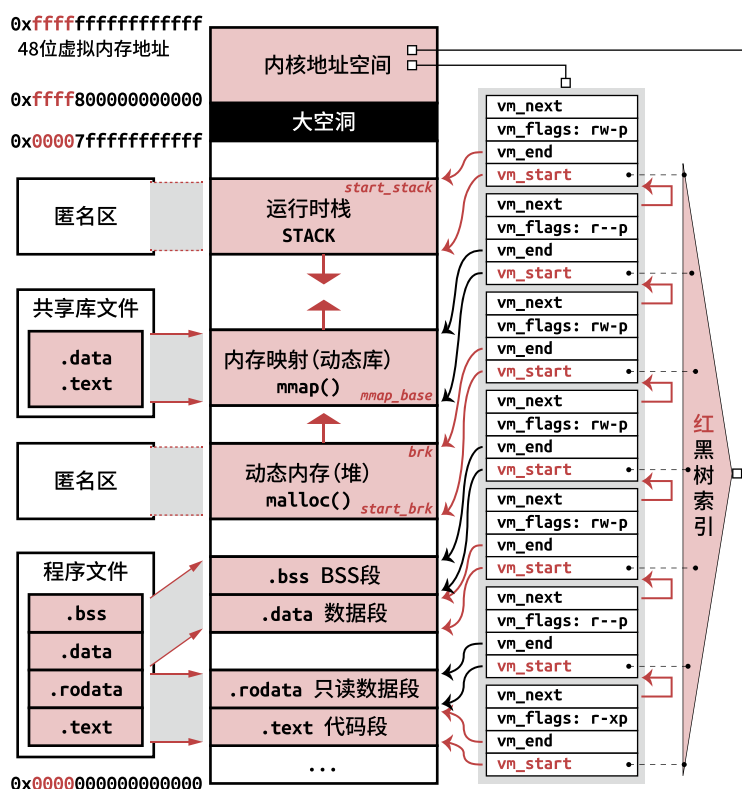 0xffffffffffffffff
48位虚拟内存地址
0xffff800000000000
0x00007fffffffffff
0x0000000000000000
匿名区
共享库文件
.data
.text
匿名区
程序文件
.bss
.data
.rodata
.text
内核地址空间
大空洞
start_stack
运行时栈
STACK
内存映射(动态库)
mmap()
mmap_base
brk
动态内存(堆)
malloc()
start_brk
.bss BSS段
.data 数据段
.rodata 只读数据段
.text 代码段
...
vm_next
vm_flags: rw-p
vm_end
vm_start
vm_next
vm_flags: r--p
vm_end
vm_start
vm_next
vm_flags: rw-p
vm_end
vm_start
vm_next
vm_flags: rw-p
vm_end
vm_start
vm_next
vm_flags: rw-p
vm_end
vm_start
vm_next
vm_flags: r--p
vm_end
vm_start
vm_next
vm_flags: r-xp
vm_end
vm_start
红黑树索引